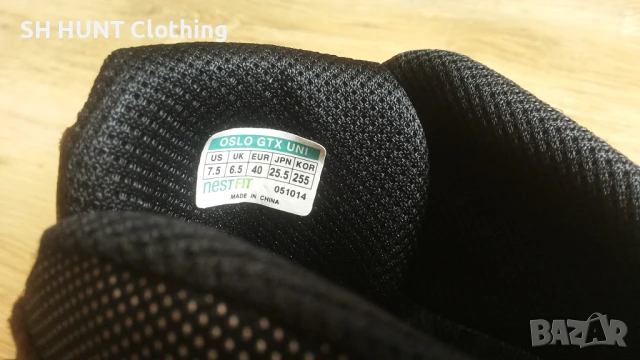 SH HUNT Clothing
OSLO GTX UNI
US UK EUR JPN KOR
7.5 6.5 40 25.5 255
nesTFIT 051014
MADE IN CHINA
BAZAR